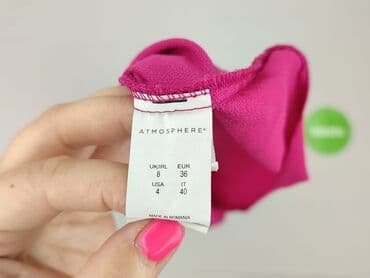 ATMOSPHERE®
UK/IRL EUR
8 36
USA IT
4 40
MADE IN ROMANIA